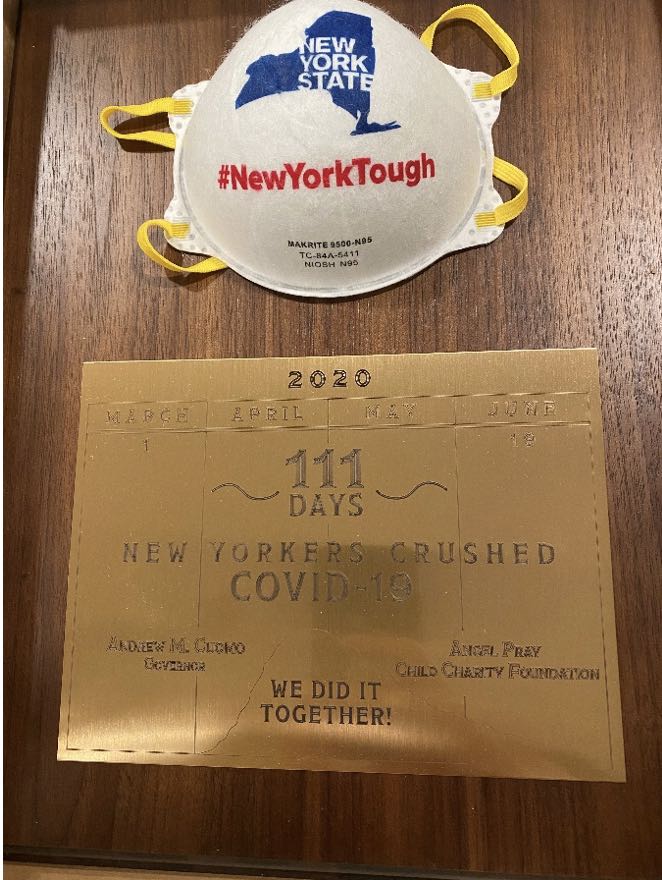 NEW
YORK
STATE
#NewYorkTough
MAKRITE 9500-N95
TC-84A-5411
NIOSH N95
2020
MARCH APRIL MAY JUNE
1 19
111
DAYS
NEW YORKERS CRUSHED
COVID-19
ANDREW M. CUOMO
GOVERNOR
ANGEL PRAY
CHILD CHARITY FOUNDATION
WE DID IT
TOGETHER!